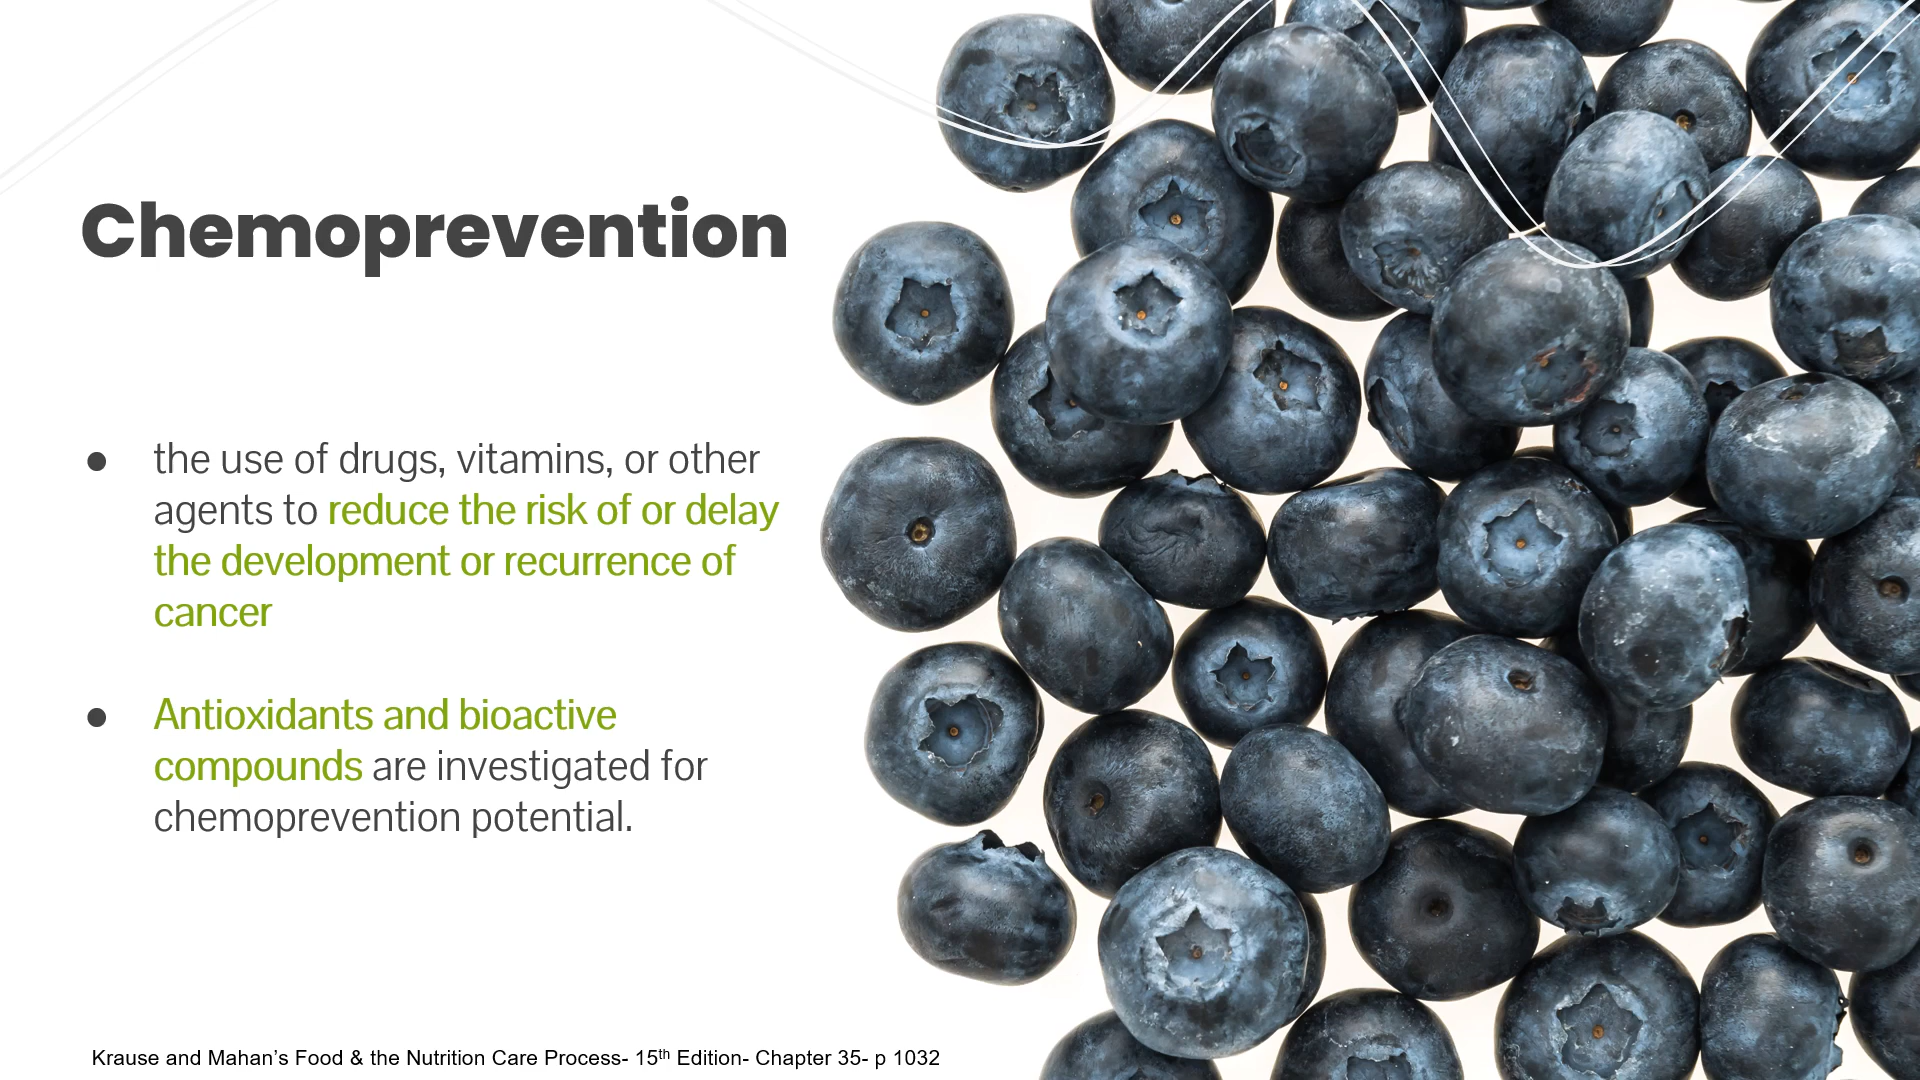 Chemoprevention
● the use of drugs, vitamins, or other
agents to reduce the risk of or delay
the development or recurrence of
cancer
● Antioxidants and bioactive
compounds are investigated for
chemoprevention potential.
Krause and Mahan’s Food & the Nutrition Care Process- 15th Edition- Chapter 35- p 1032